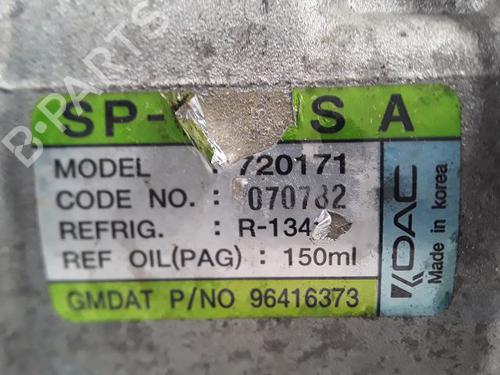 SP- S A
MODEL : 720171
CODE NO. : 070782
REFRIG. : R-134
REF OIL(PAG) : 150ml
GMDAT P/NO 96416373
DAC
Made in Korea
B-PARTS